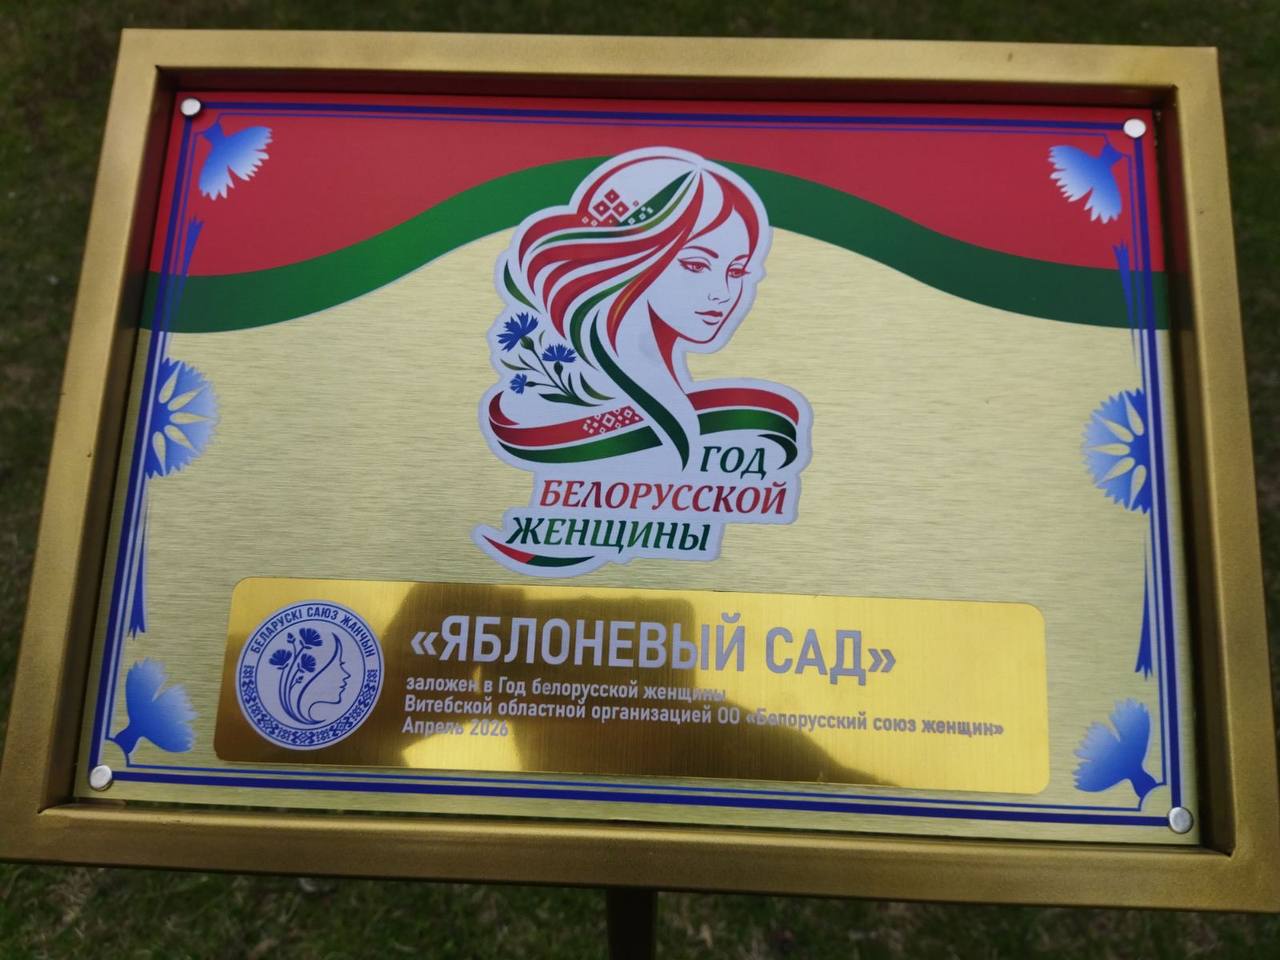 ГОД
БЕЛОРУССКОЙ
ЖЕНЩИНЫ
БЕЛАРУСКІ САЮЗ ЖАНЧЫН
«ЯБЛОНЕВЫЙ САД»
заложен в Год белорусской женщины
Витебской областной организацией ОО «Белорусский союз женщин»
Апрель 2026